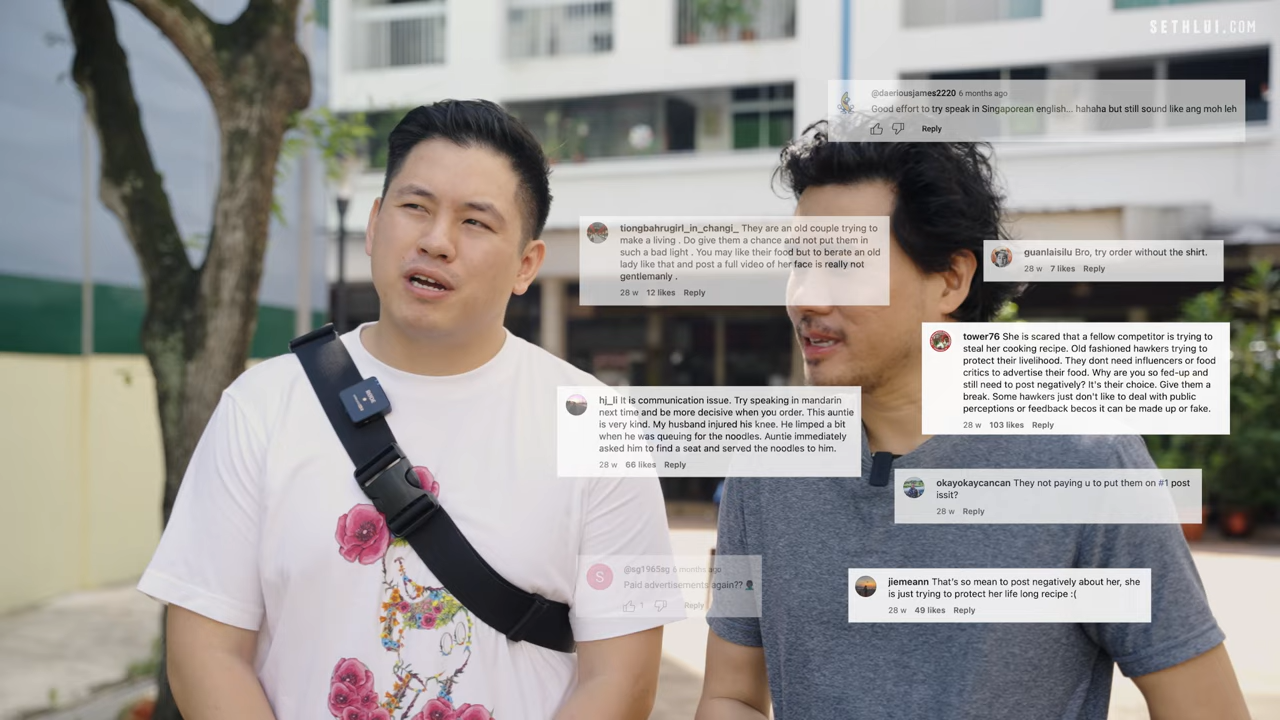 SETHLUI.COM
@daeriousjames2220 6 months ago
Good effort to try speak in Singaporean english... hahaha but still sound like ang moh leh
Reply
tiongbahrugirl_in_changi_ They are an old couple trying to
make a living . Do give them a chance and not put them in
such a bad light . You may like their food but to berate an old
lady like that and post a full video of her face is really not
gentlemanly .
28 w 12 likes Reply
guanlaisilu Bro, try order without the shirt.
28 w 7 likes Reply
tower76 She is scared that a fellow competitor is trying to
steal her cooking recipe. Old fashioned hawkers trying to
protect their livelihood. They dont need influencers or food
critics to advertise their food. Why are you so fed-up and
still need to post negatively? It's their choice. Give them a
break. Some hawkers just don't like to deal with public
perceptions or feedback becos it can be made up or fake.
28 w 103 likes Reply
hj_li It is communication issue. Try speaking in mandarin
next time and be more decisive when you order. This auntie
is very kind. My husband injured his knee. He limped a bit
when he was queuing for the noodles. Auntie immediately
asked him to find a seat and served the noodles to him.
28 w 66 likes Reply
okayokaycancan They not paying u to put them on #1 post
issit?
28 w Reply
S
@sg1965sg 6 months ago
Paid advertisements again??
1 Reply
jiemeann That's so mean to post negatively about her, she
is just trying to protect her life long recipe :(
28 w 49 likes Reply